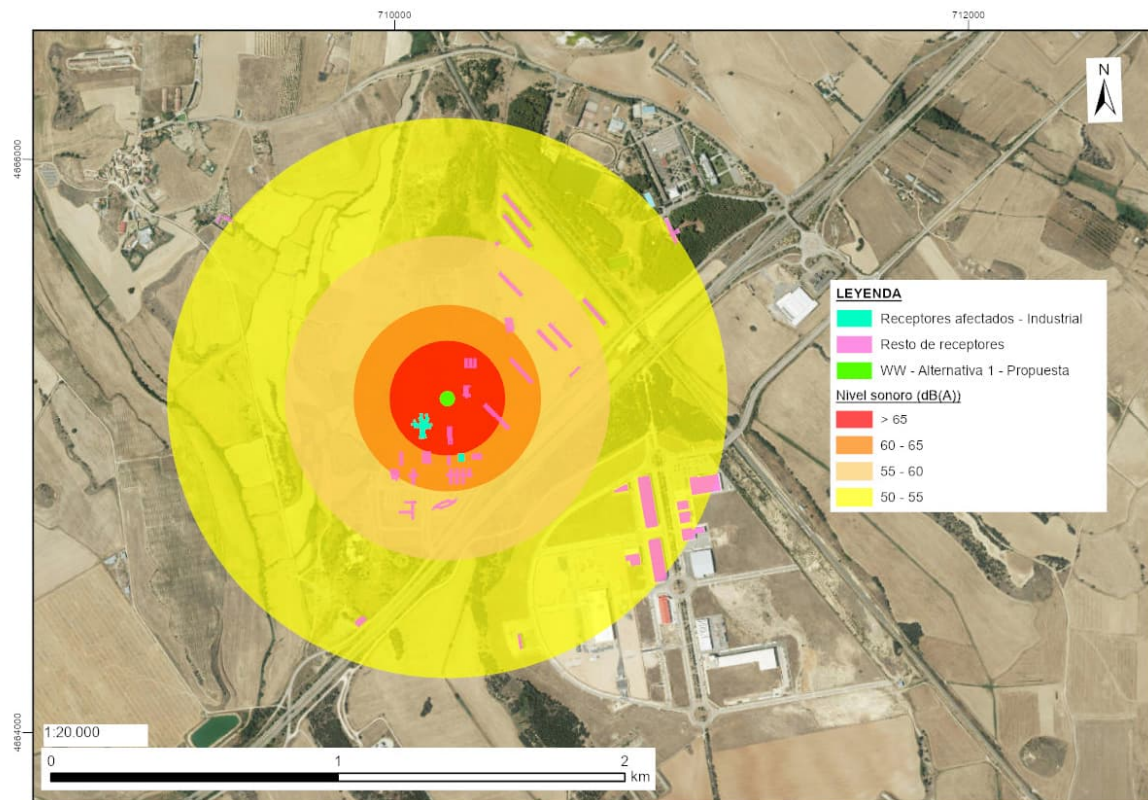 710000
712000
4666000
N
LEYENDA
Receptores afectados - Industrial
Resto de receptores
WW - Alternativa 1 - Propuesta
Nivel sonoro (dB(A))
> 65
60 - 65
55 - 60
50 - 55
4664000
1:20.000
0
1
2
km